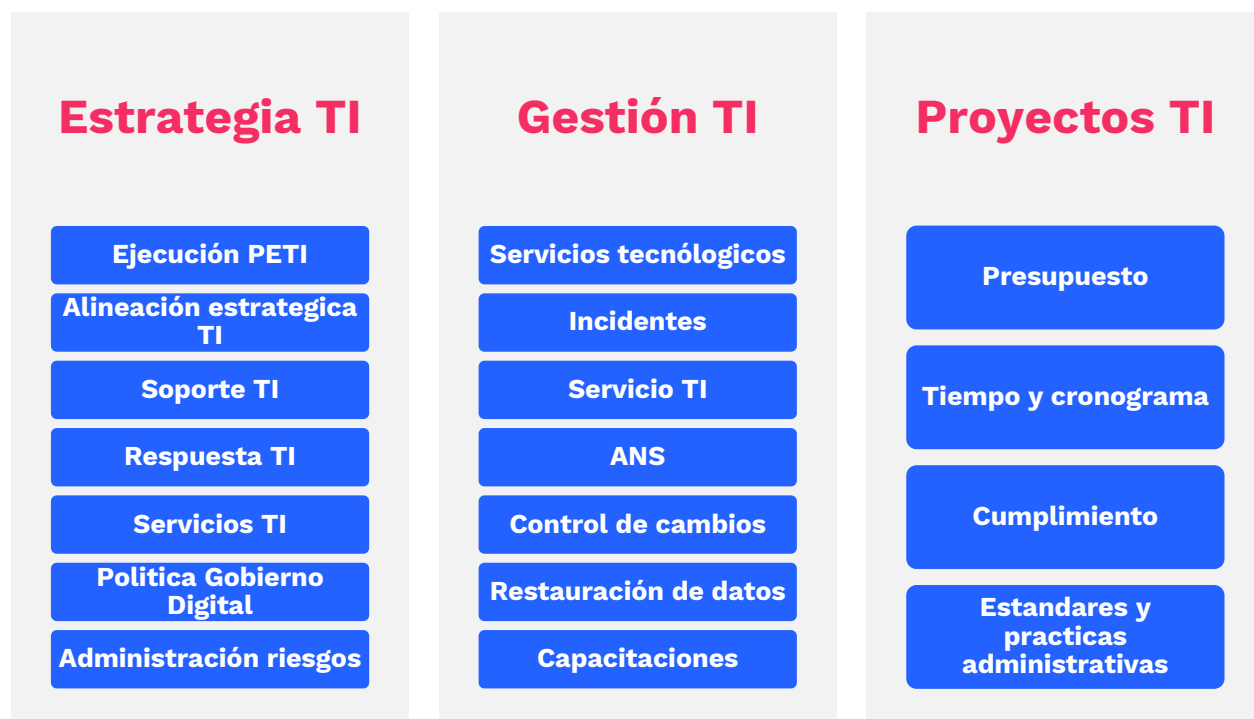 Estrategia TI
Ejecución PETI
Alineación estrategica
TI
Soporte TI
Respuesta TI
Servicios TI
Politica Gobierno
Digital
Administración riesgos
Gestión TI
Servicios tecnólogicos
Incidentes
Servicio TI
ANS
Control de cambios
Restauración de datos
Capacitaciones
Proyectos TI
Presupuesto
Tiempo y cronograma
Cumplimiento
Estandares y
practicas
administrativas